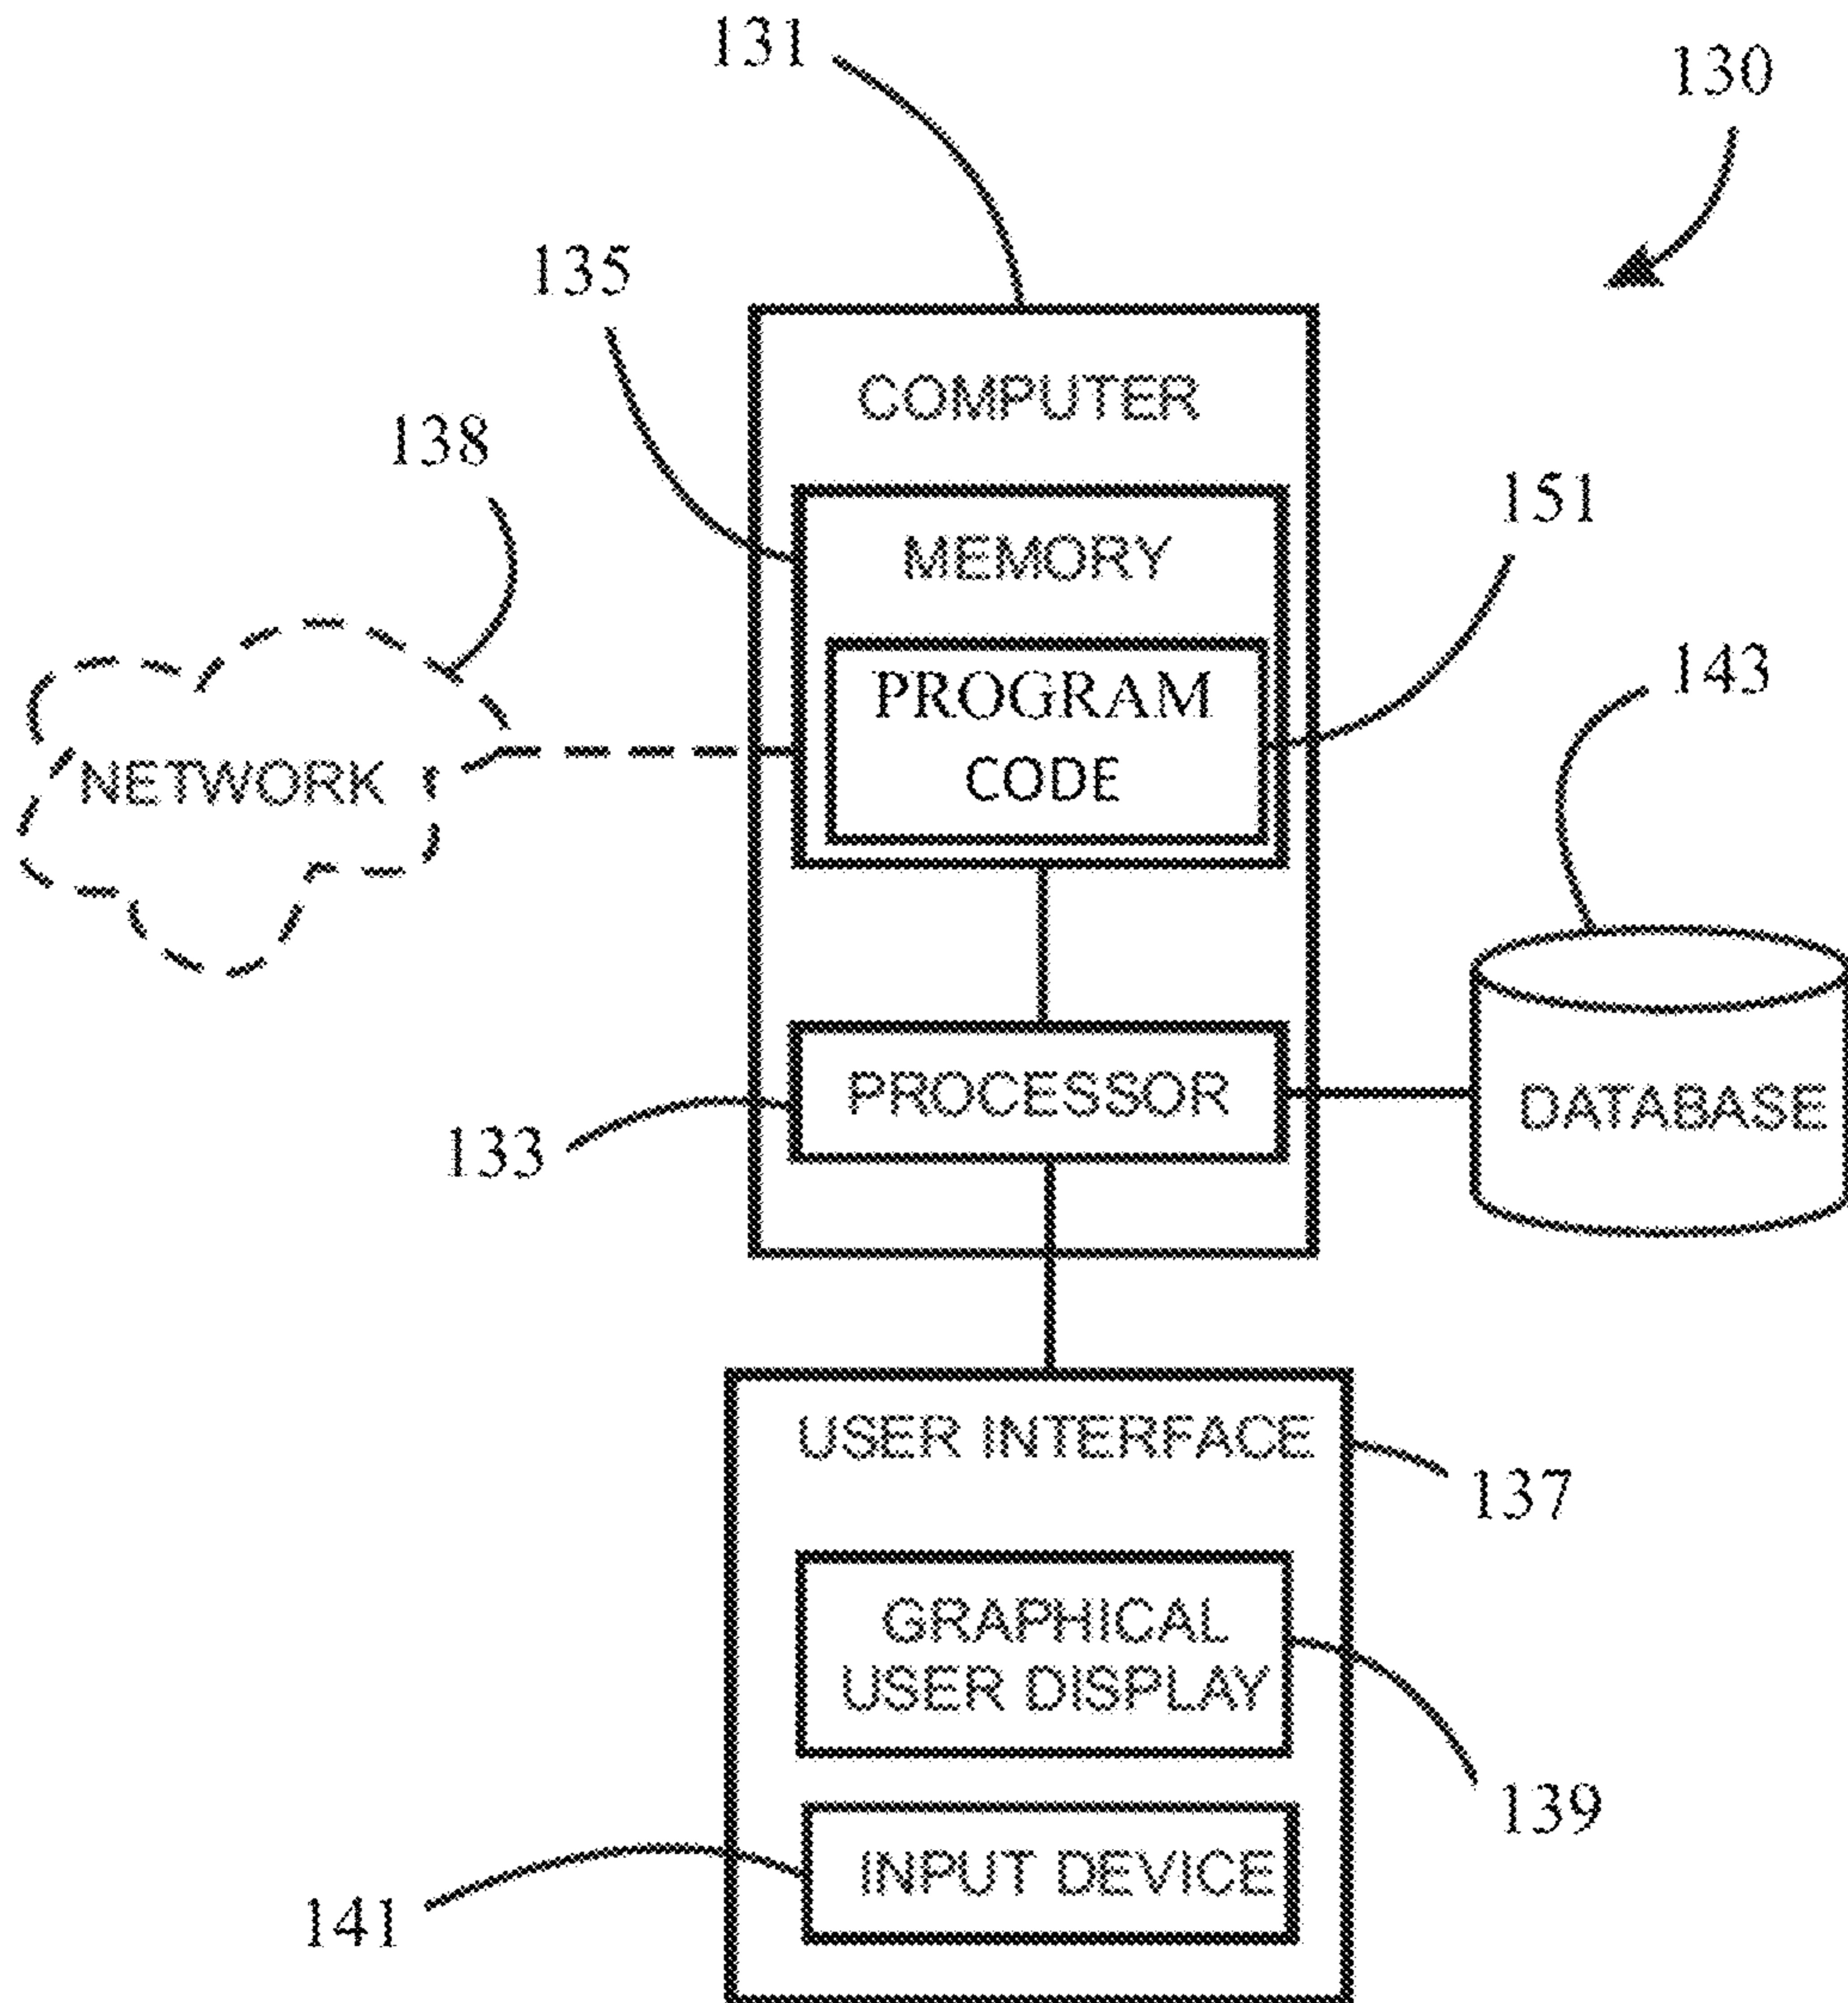 131
130
135
COMPUTER
138
151
MEMORY
143
PROGRAM
CODE
NETWORK
PROCESSOR
DATABASE
133
USER INTERFACE
137
GRAPHICAL
USER DISPLAY
139
INPUT DEVICE
141